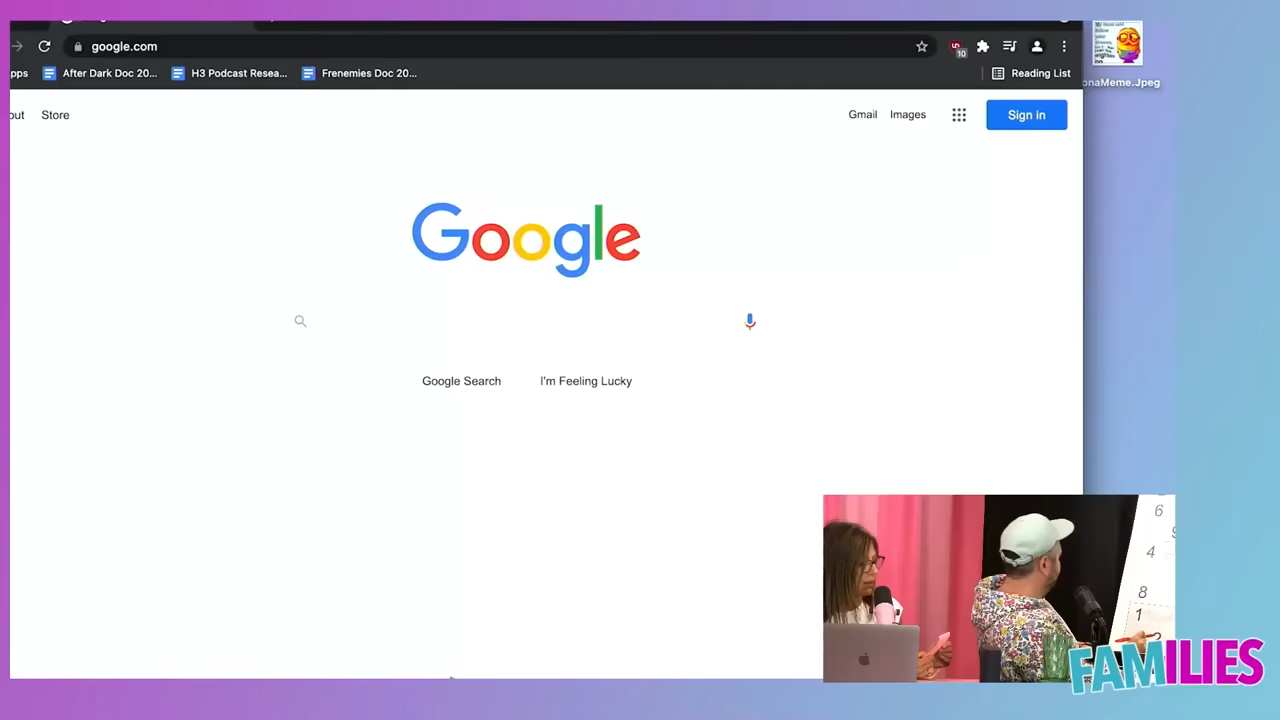 google.com
pps After Dark Doc 20... H3 Podcast Resea... Frenemies Doc 20... Reading List
10
onaMeme.Jpeg
out Store Gmail Images Sign in
Google
Google Search I'm Feeling Lucky
6
4
8
1
FAMILIES